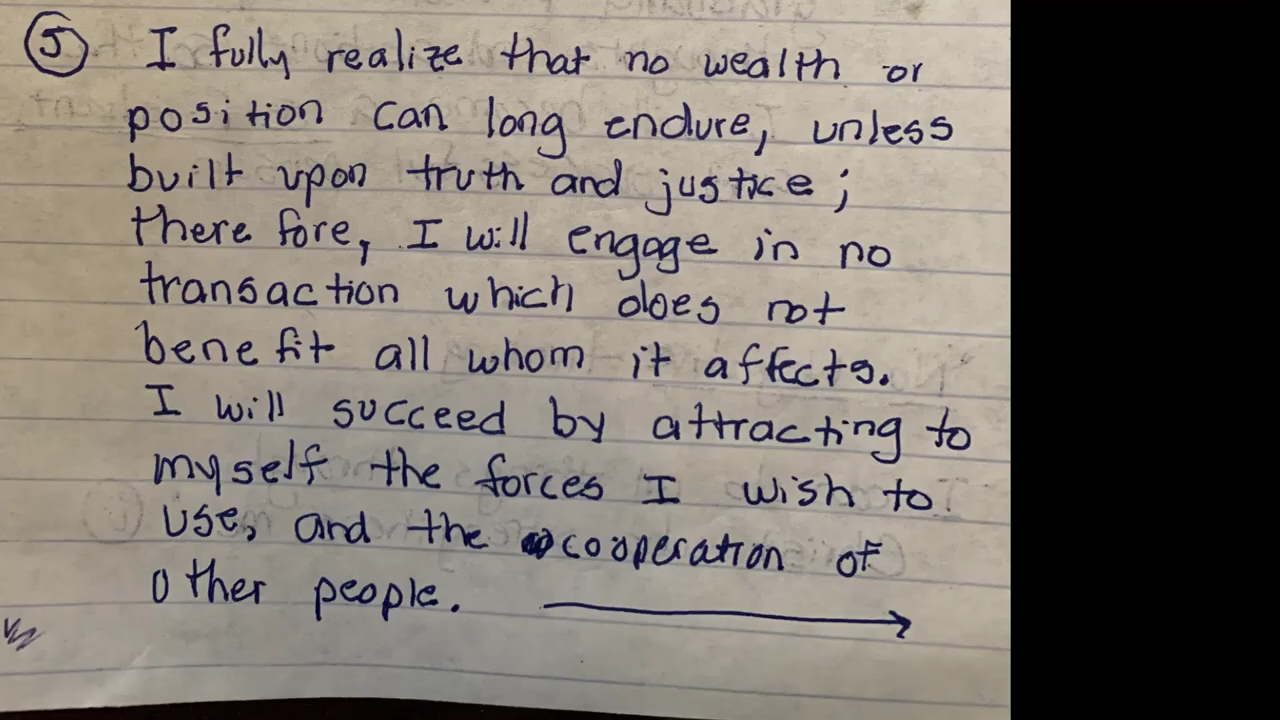 5 I fully realize that no wealth or
position can long endure, unless
built upon truth and justice;
there fore, I will engage in no
transaction which does not
benefit all whom it affects.
I will succeed by attracting to
myself the forces I wish to
use, and the cooperation of
other people.